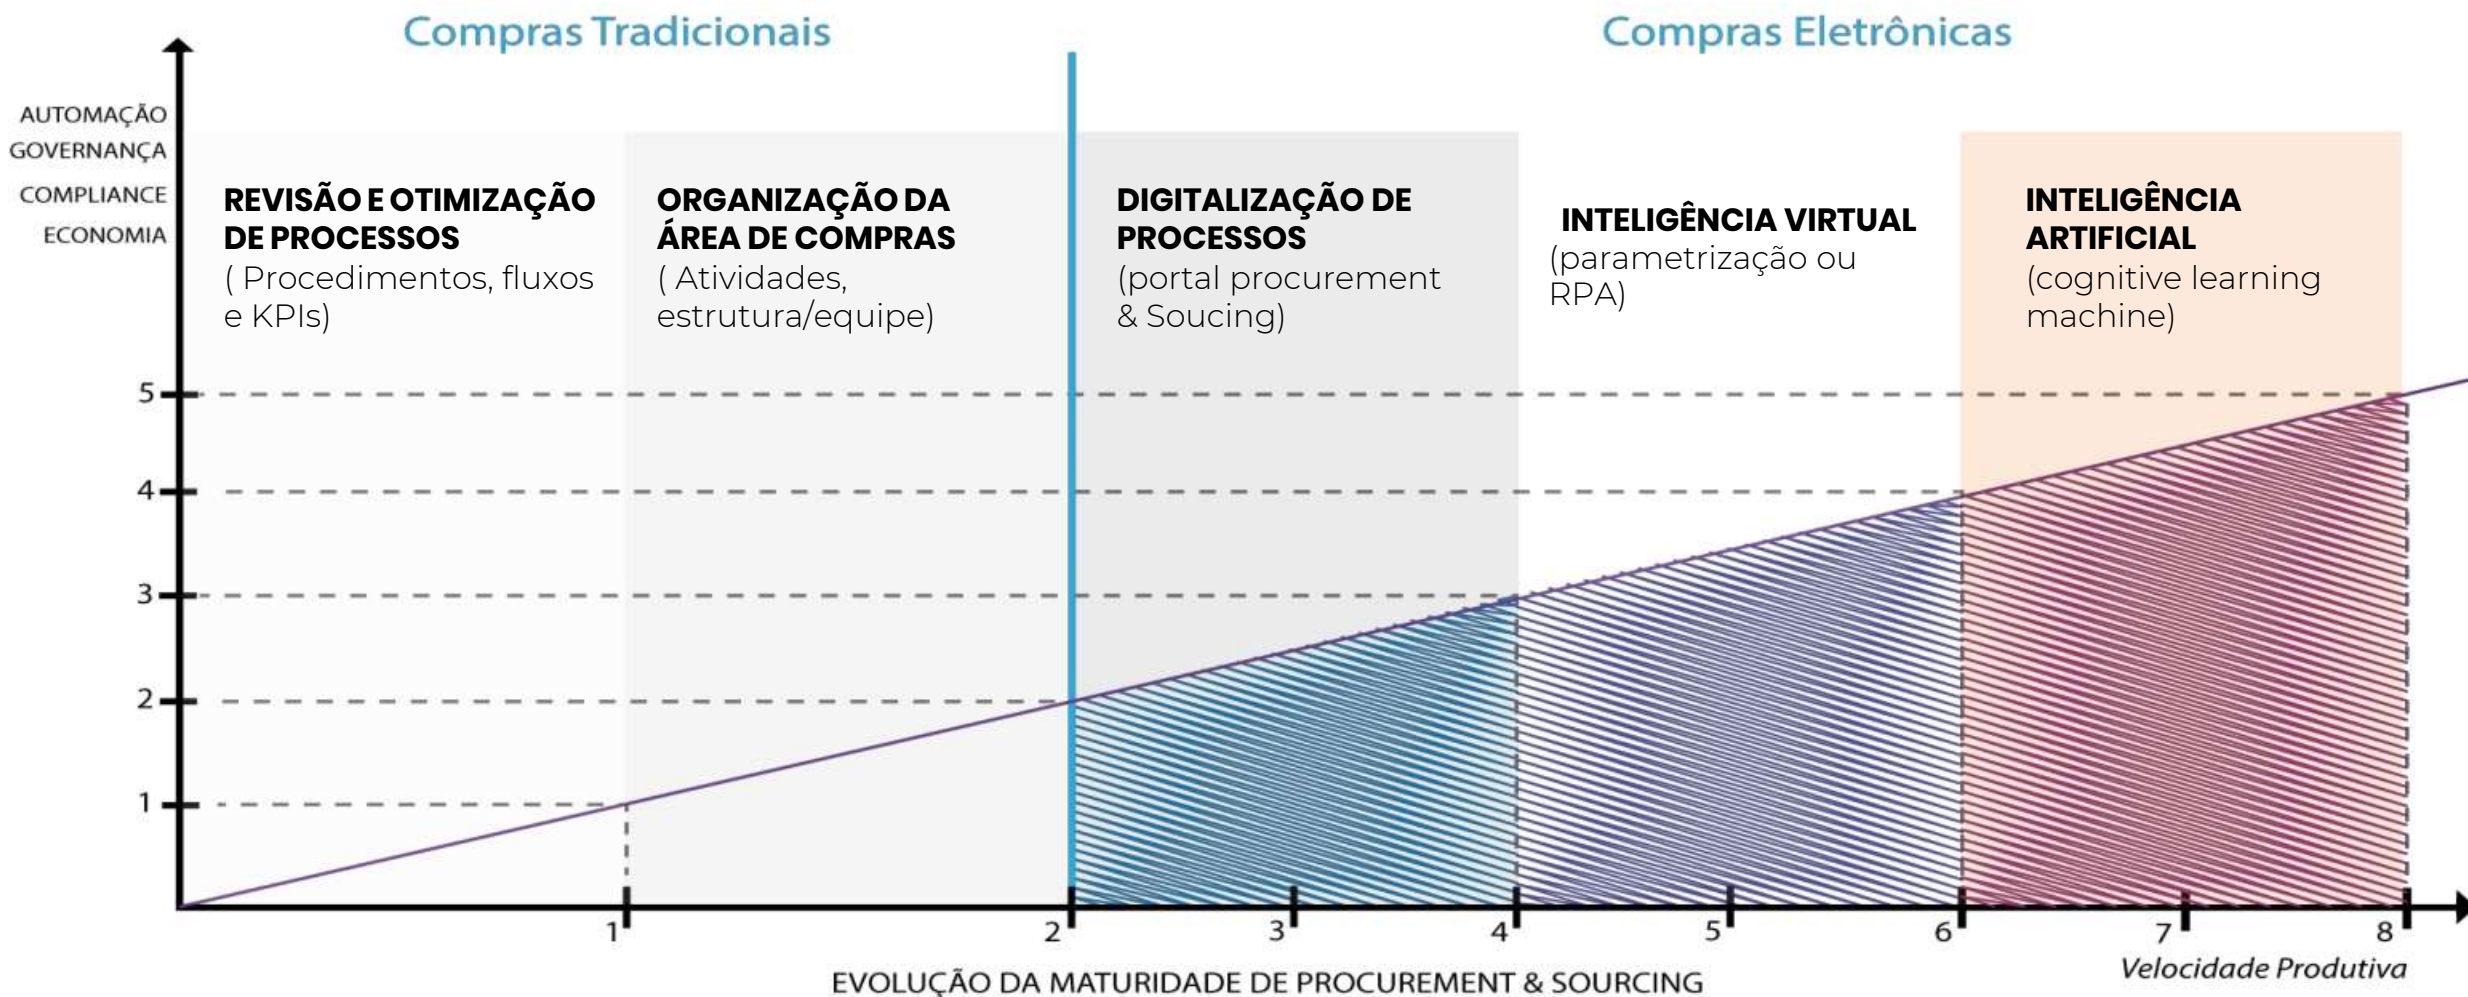 Compras Tradicionais
Compras Eletrônicas
AUTOMAÇÃO
GOVERNANÇA
COMPLIANCE
ECONOMIA
REVISÃO E OTIMIZAÇÃO
DE PROCESSOS
( Procedimentos, fluxos
e KPIs)
ORGANIZAÇÃO DA
ÁREA DE COMPRAS
( Atividades,
estrutura/equipe)
DIGITALIZAÇÃO DE
PROCESSOS
(portal procurement
& Soucing)
INTELIGÊNCIA VIRTUAL
(parametrização ou
RPA)
INTELIGÊNCIA
ARTIFICIAL
(cognitive learning
machine)
5
4
3
2
1
1 2 3 4 5 6 7 8
Velocidade Produtiva
EVOLUÇÃO DA MATURIDADE DE PROCUREMENT & SOURCING